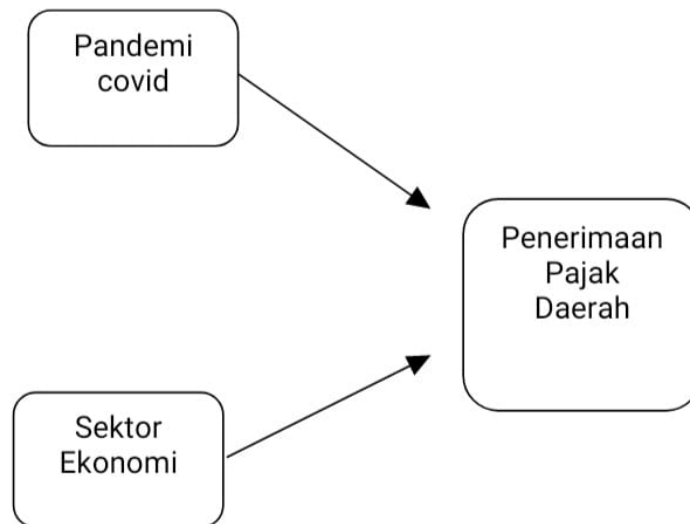 Pandemi
covid
Penerimaan
Pajak
Daerah
Sektor
Ekonomi